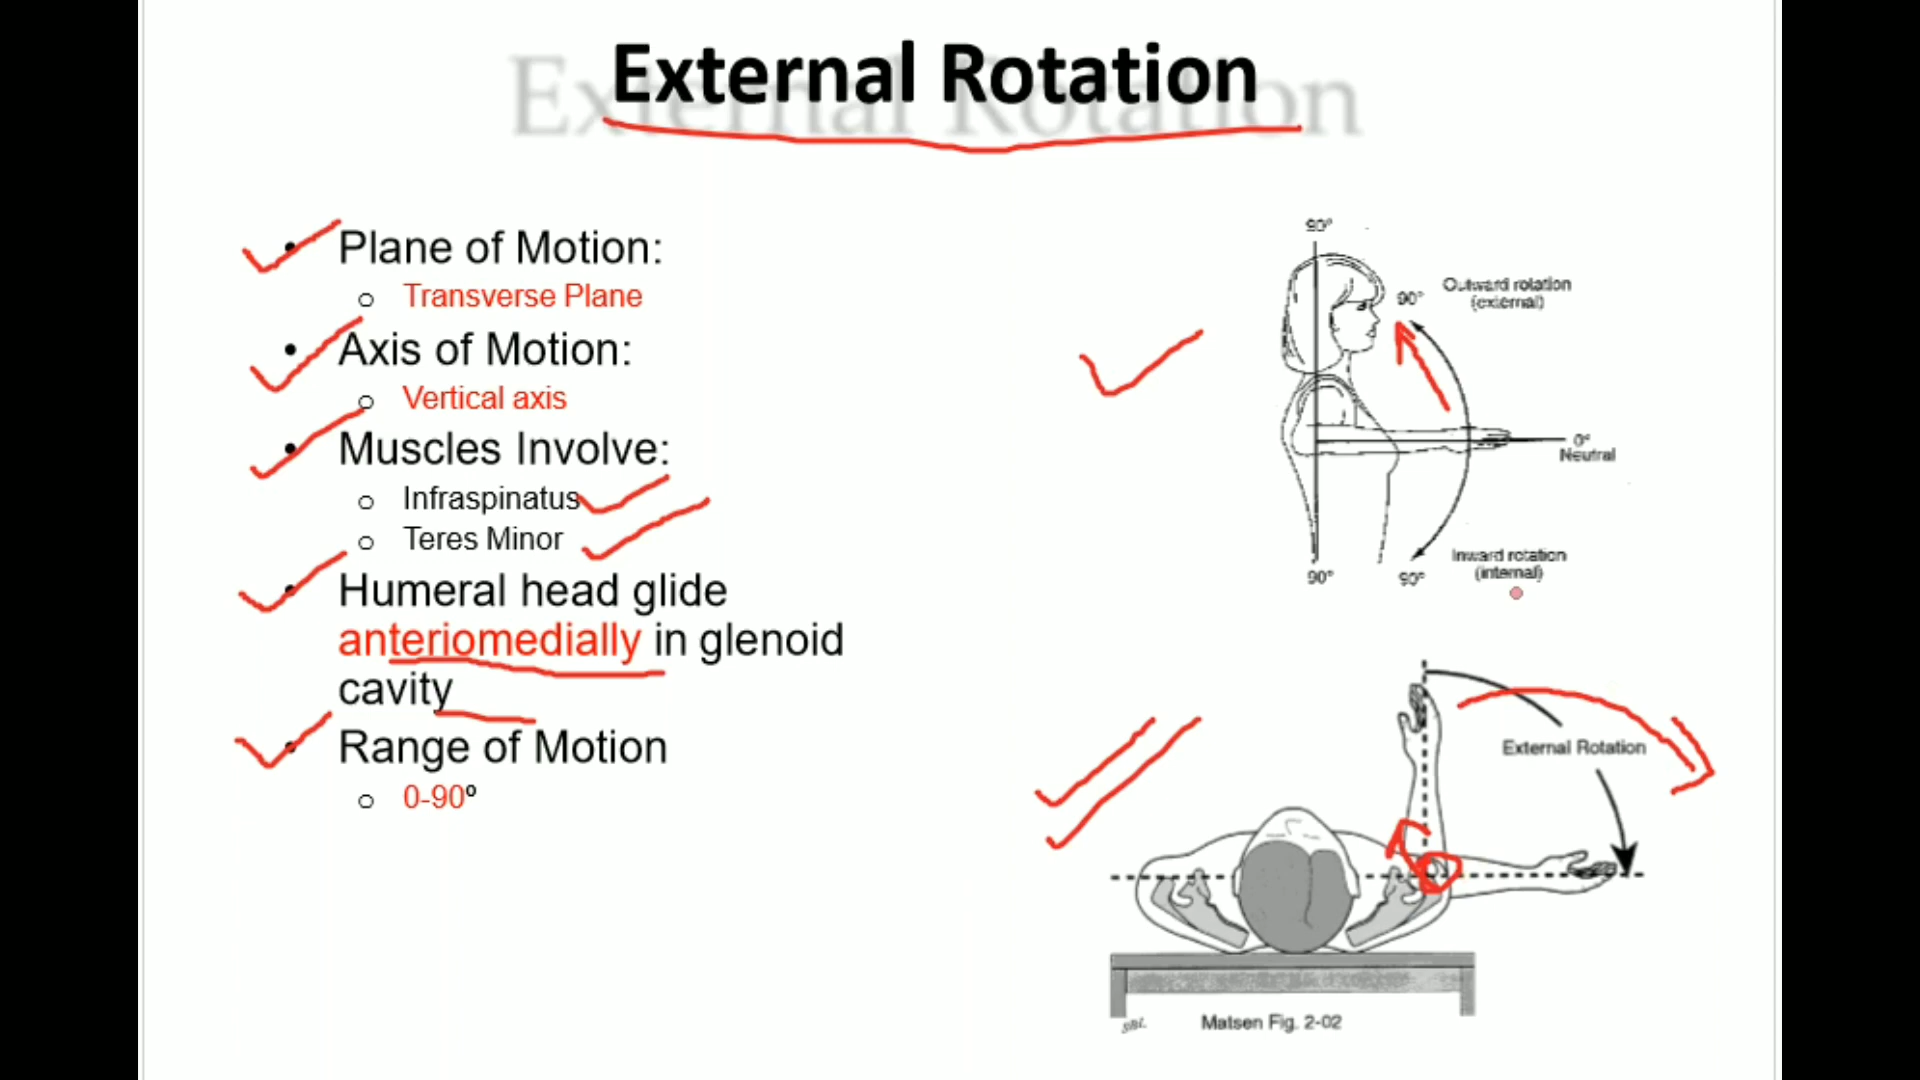 External Rotation
• Plane of Motion:
o Transverse Plane
• Axis of Motion:
o Vertical axis
• Muscles Involve:
o Infraspinatus
o Teres Minor
• Humeral head glide
anteriomedially in glenoid
cavity
• Range of Motion
o 0-90º
90°
90°
Outward rotation
(external)
0°
Neutral
Inward rotation
(internal)
90°
90°
External Rotation
SBL
Matsen Fig. 2-02